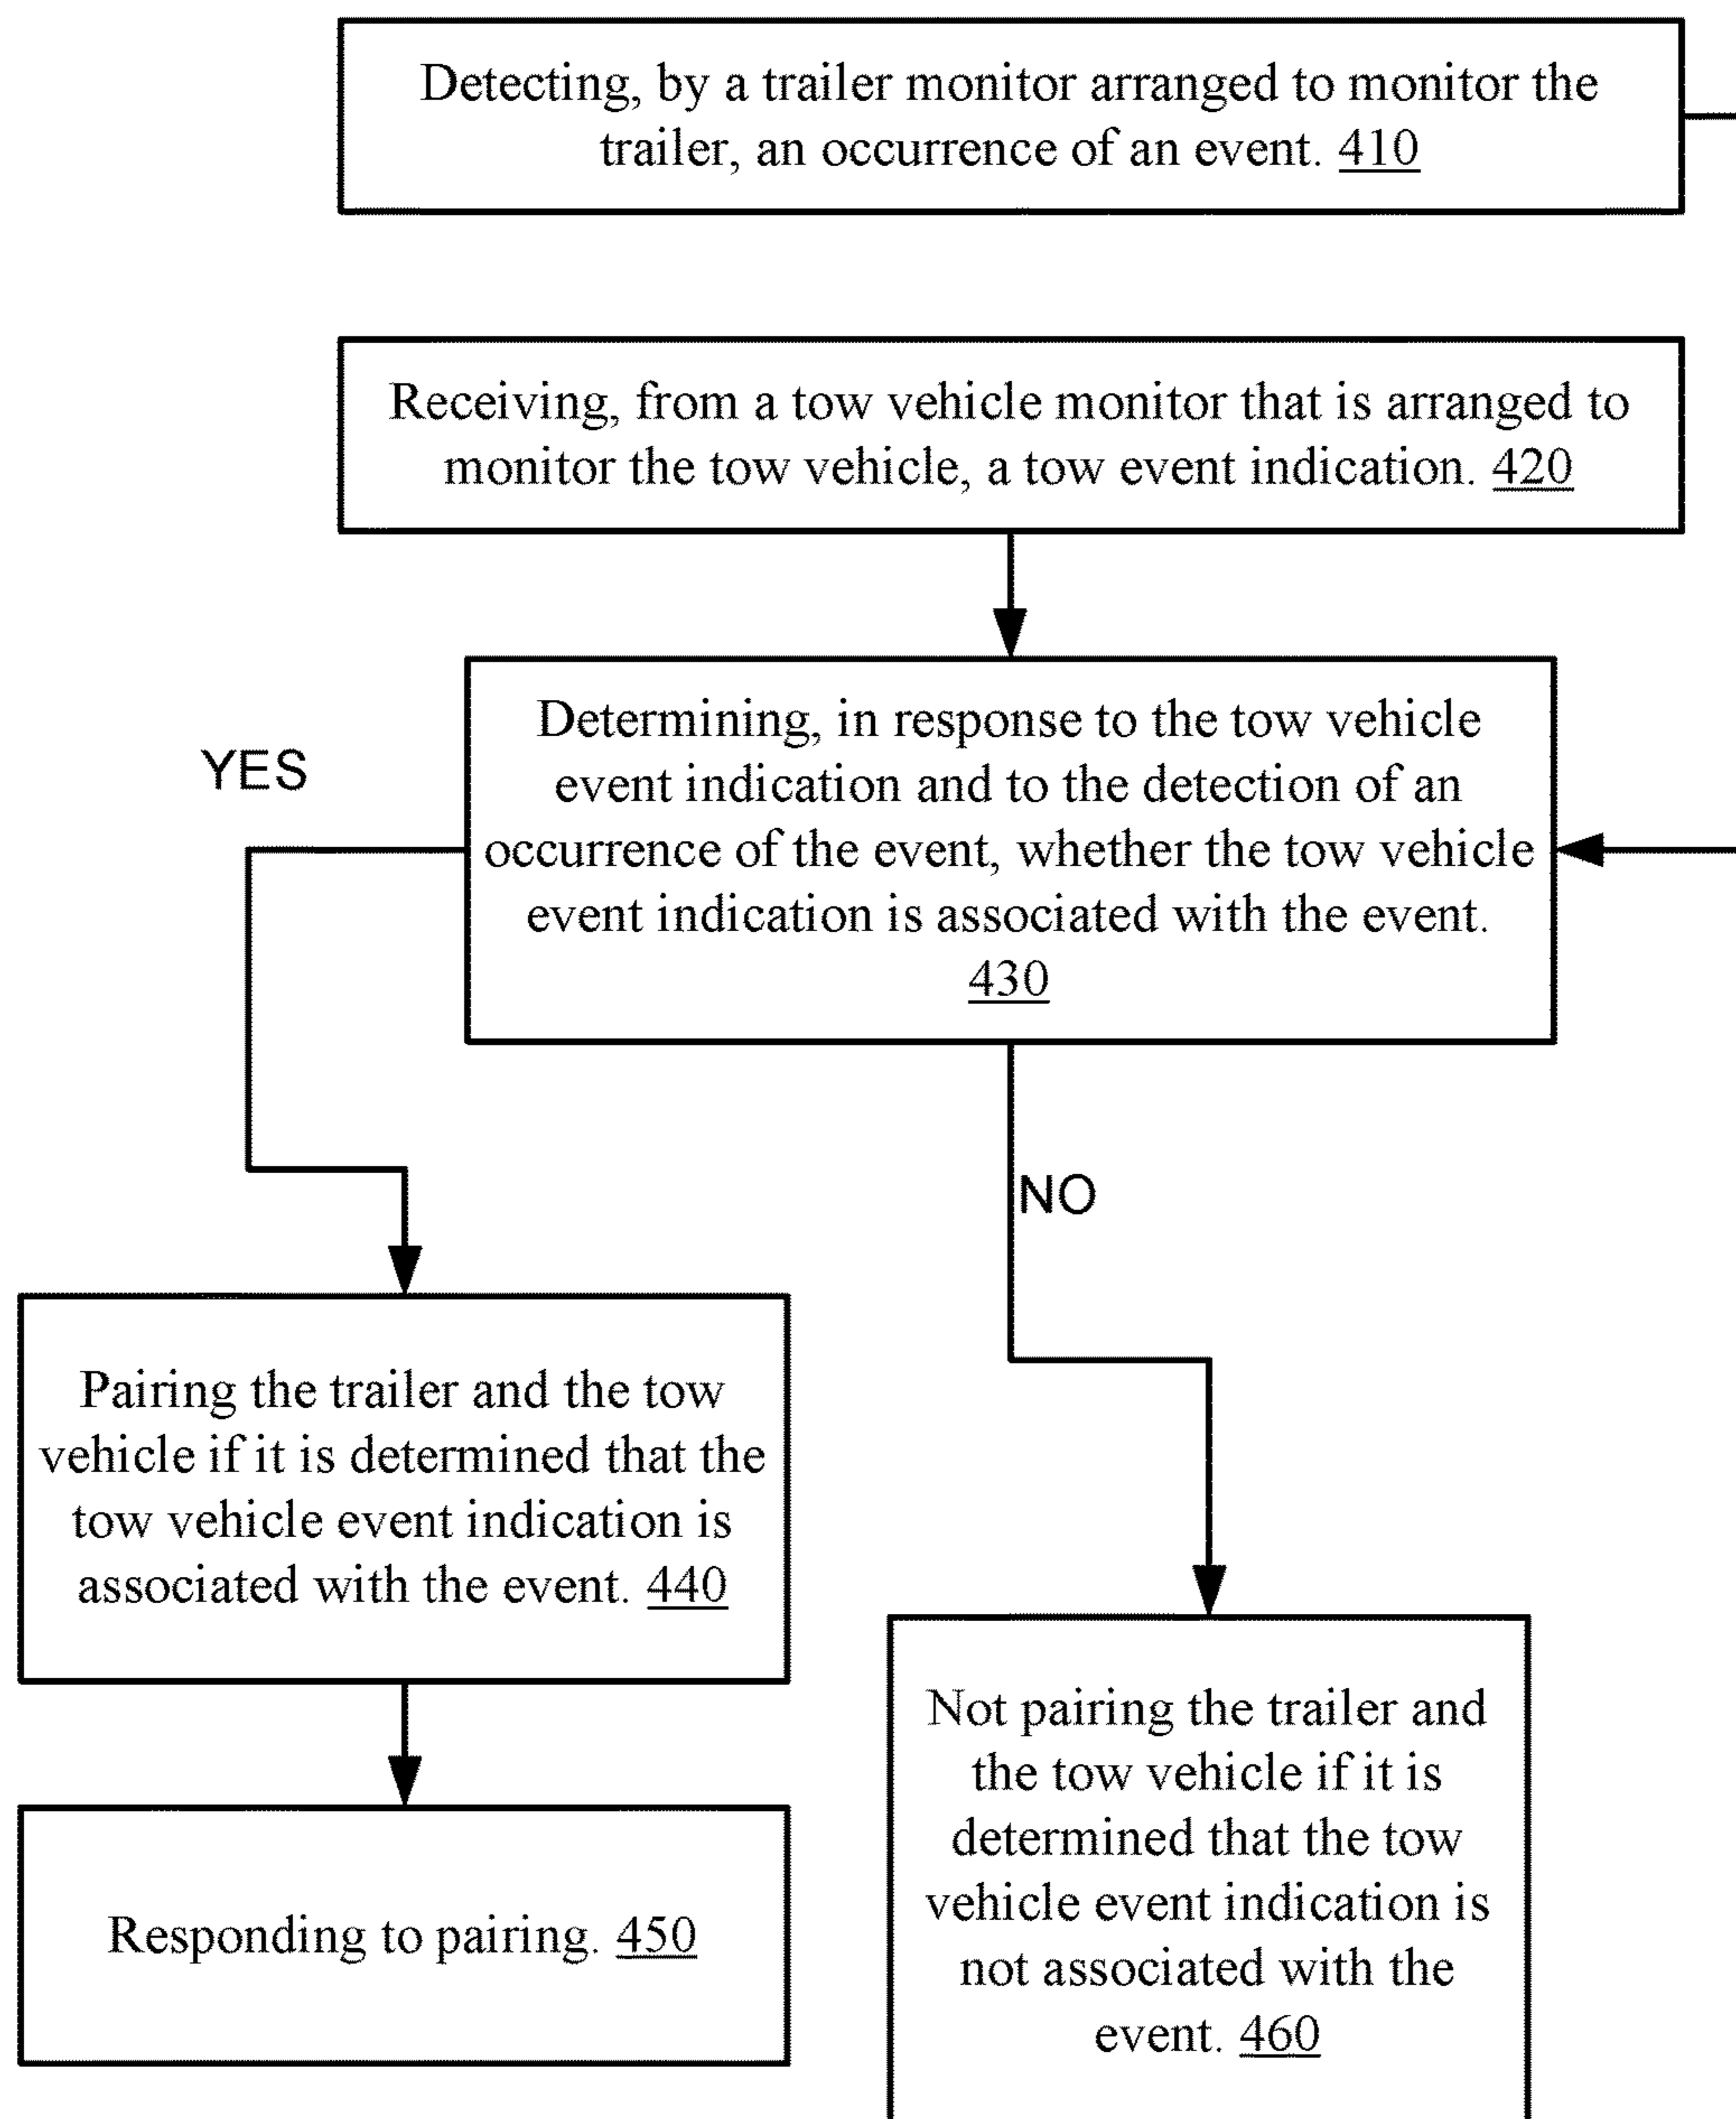 Detecting, by a trailer monitor arranged to monitor the
trailer, an occurrence of an event. 410
Receiving, from a tow vehicle monitor that is arranged to
monitor the tow vehicle, a tow event indication. 420
Determining, in response to the tow vehicle
event indication and to the detection of an
occurrence of the event, whether the tow vehicle
event indication is associated with the event.
430
YES
NO
Pairing the trailer and the tow
vehicle if it is determined that the
tow vehicle event indication is
associated with the event. 440
Responding to pairing. 450
Not pairing the trailer and
the tow vehicle if it is
determined that the tow
vehicle event indication is
not associated with the
event. 460